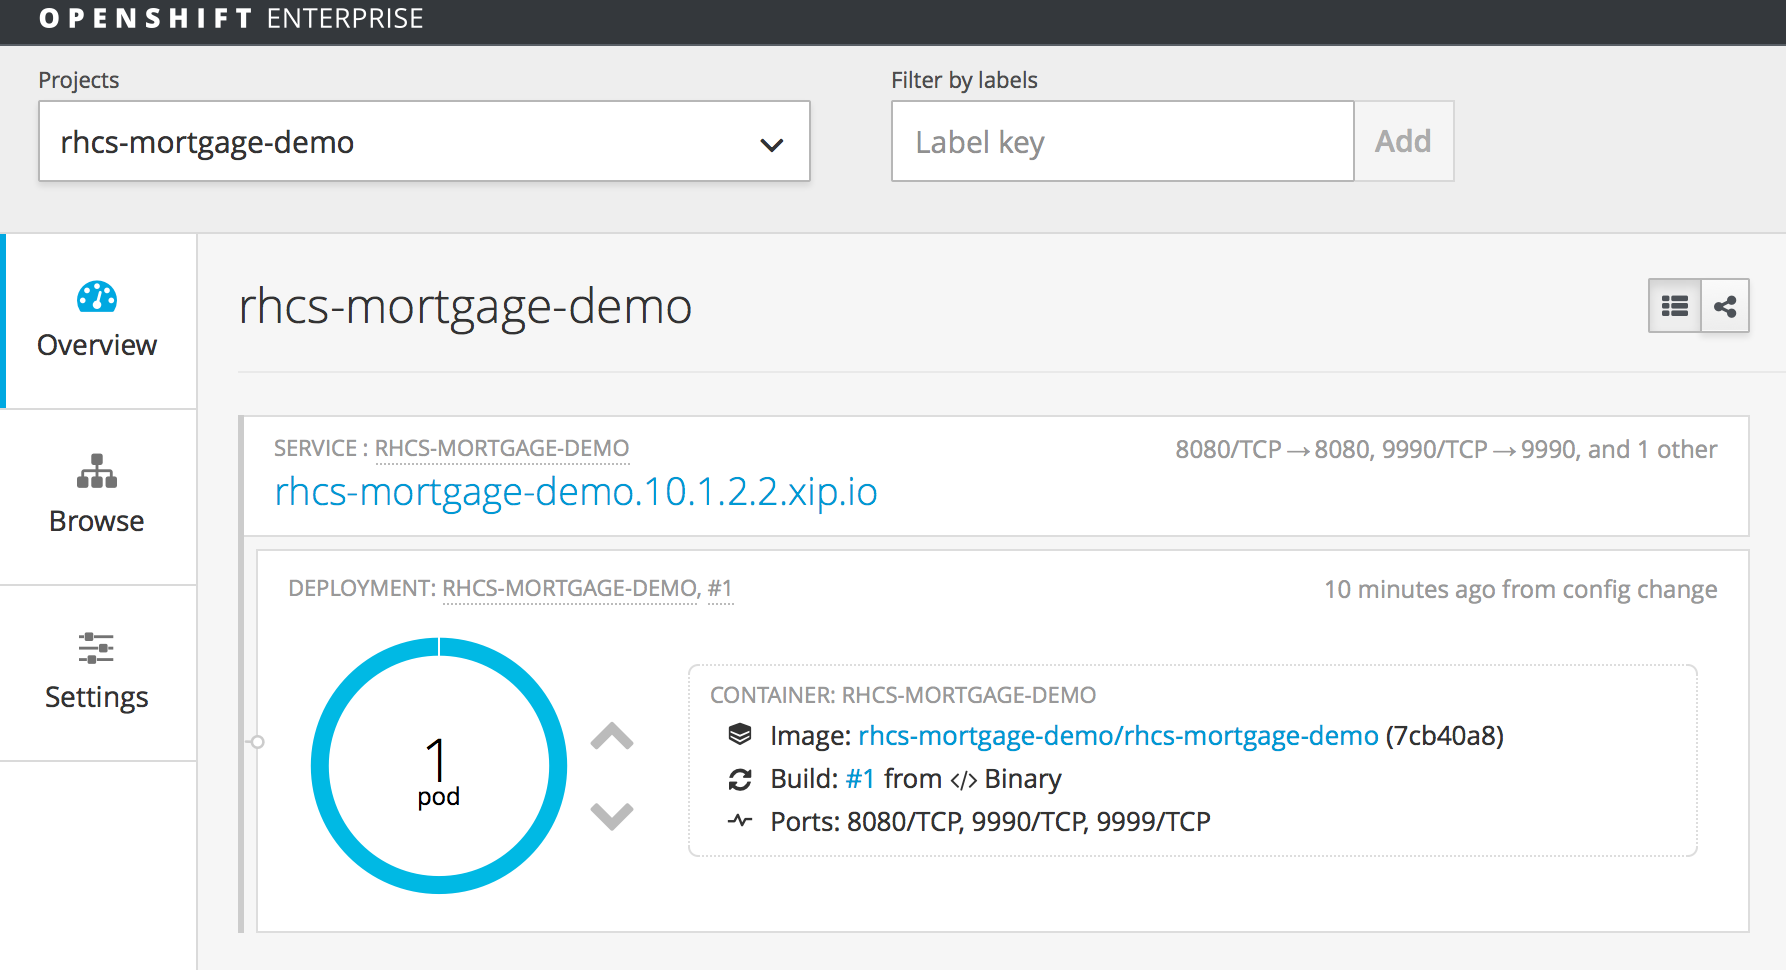 OPENSHIFT ENTERPRISE
Projects
Filter by labels
rhcs-mortgage-demo
Label key
Add
Overview
Browse
Settings
rhcs-mortgage-demo
SERVICE : RHCS-MORTGAGE-DEMO
8080/TCP → 8080, 9990/TCP → 9990, and 1 other
rhcs-mortgage-demo.10.1.2.2.xip.io
DEPLOYMENT: RHCS-MORTGAGE-DEMO, #1
10 minutes ago from config change
1
pod
CONTAINER: RHCS-MORTGAGE-DEMO
Image: rhcs-mortgage-demo/rhcs-mortgage-demo (7cb40a8)
Build: #1 from </> Binary
Ports: 8080/TCP, 9990/TCP, 9999/TCP